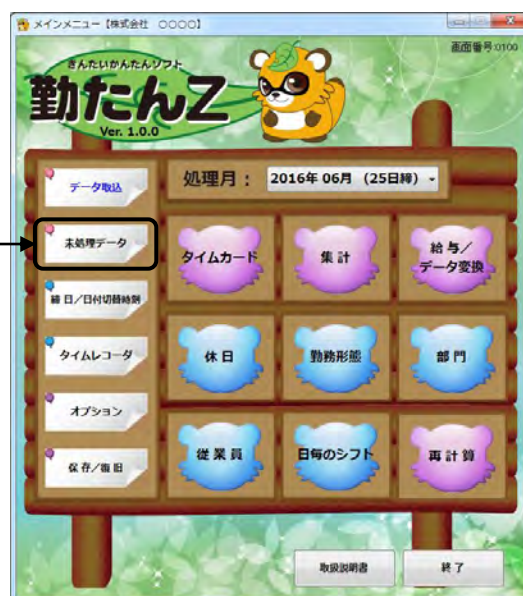 メインメニュー【株式会社 ○○○○】
画面番号:0100
きんたいかんたんソフト
勤たんZ
Ver. 1.0.0
処理月： 2016年 06月 （25日締）
データ取込
未処理データ
締 日／日付切替時刻
タイムレコーダ
オプション
保存／復旧
タイムカード
集 計
給 与／
データ変換
休 日
勤務形態
部 門
従 業 員
日毎のシフト
再 計 算
取扱説明書
終 了